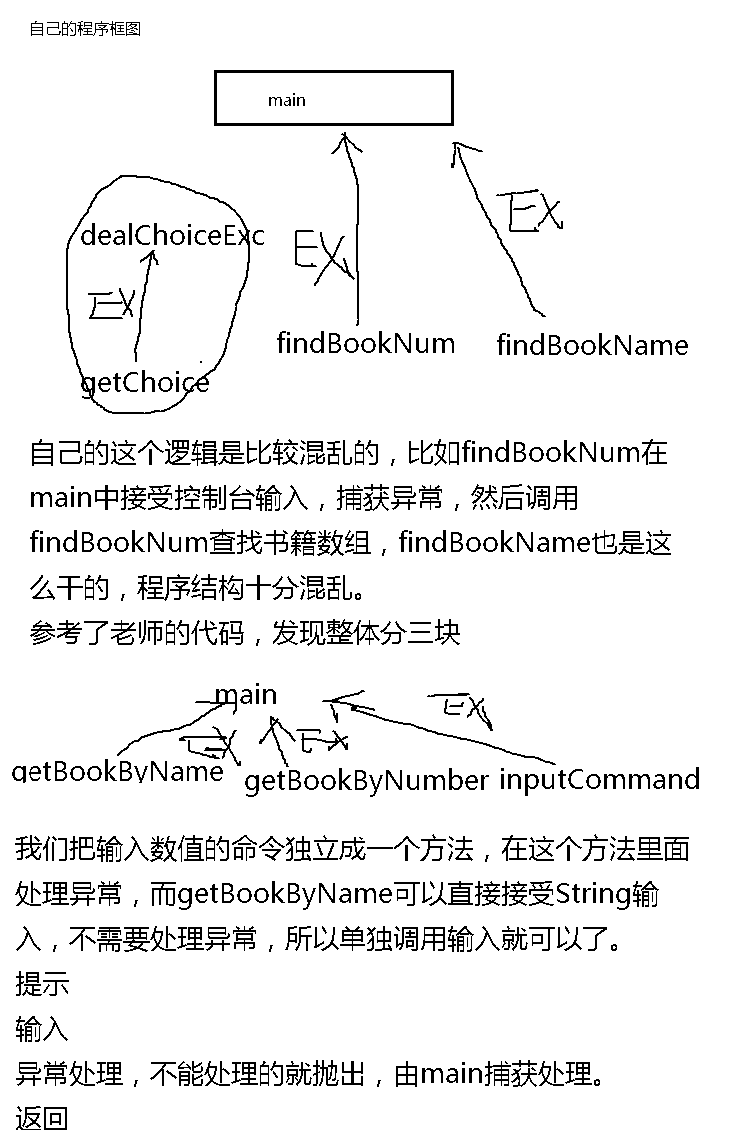 自己的程序框图
main
dealChoiceExc
EX
EX
EX
getChoice
findBookNum
findBookName
自己的这个逻辑是比较混乱的，比如findBookNum在
main中接受控制台输入，捕获异常，然后调用
findBookNum查找书籍数组，findBookName也是这
么干的，程序结构十分混乱。
参考了老师的代码，发现整体分三块
main
EX
EX
EX
getBookByName
getBookByNumber
inputCommand
我们把输入数值的命令独立成一个方法，在这个方法里面
处理异常，而getBookByName可以直接接受String输
入，不需要处理异常，所以单独调用输入就可以了。
提示
输入
异常处理，不能处理的就抛出，由main捕获处理。
返回